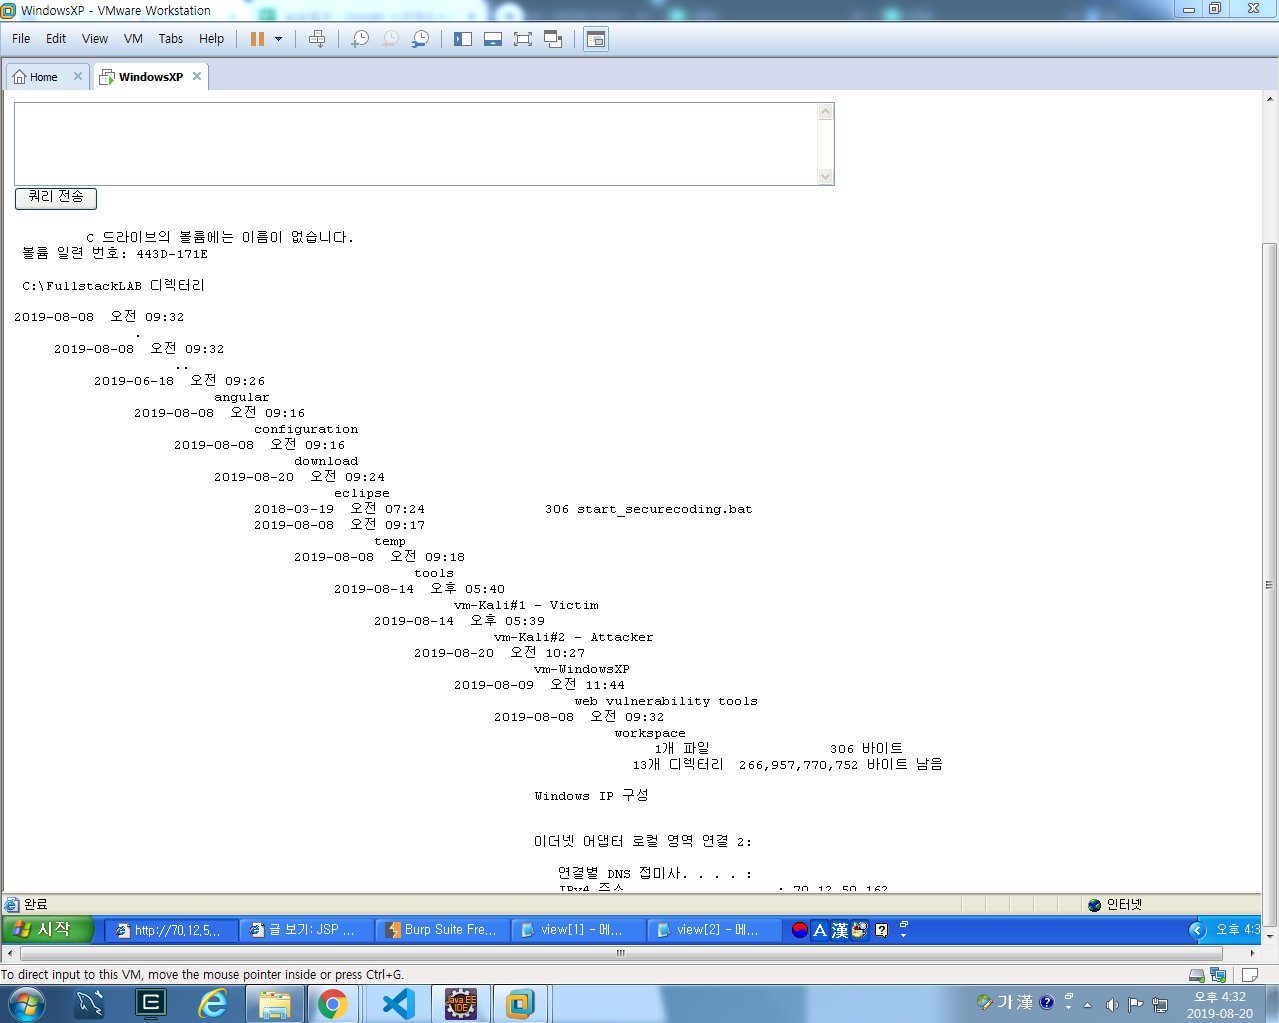 WindowsXP - VMware Workstation
File Edit View VM Tabs Help
Home WindowsXP
쿼리 전송
C 드라이브의 볼륨에는 이름이 없습니다.
볼륨 일련 번호: 443D-171E
C:\FullstackLAB 디렉터리
2019-08-08 오전 09:32
.
2019-08-08 오전 09:32
..
2019-06-18 오전 09:26
angular
2019-08-08 오전 09:16
configuration
2019-08-08 오전 09:16
download
2019-08-20 오전 09:24
eclipse
2018-03-19 오전 07:24 306 start_securecoding.bat
2019-08-08 오전 09:17
temp
2019-08-08 오전 09:18
tools
2019-08-14 오후 05:40
vm-Kali#1 - Victim
2019-08-14 오후 05:39
vm-Kali#2 - Attacker
2019-08-20 오전 10:27
vm-WindowsXP
2019-08-09 오전 11:44
web vulnerability tools
2019-08-08 오전 09:32
workspace
1개 파일 306 바이트
13개 디렉터리 266,957,770,752 바이트 남음
Windows IP 구성
이더넷 어댑터 로컬 영역 연결 2:
연결별 DNS 접미사. . . . :
IPv4 주소 : 70.12.50.162
완료 인터넷
시작 http://70,12,5... 글 보기: JSP ... Burp Suite Fre... view[1] - 메... view[2] - 메... A 漢 오후 4:3
To direct input to this VM, move the mouse pointer inside or press Ctrl+G.
Java EE IDE 가 漢 오후 4:32
2019-08-20